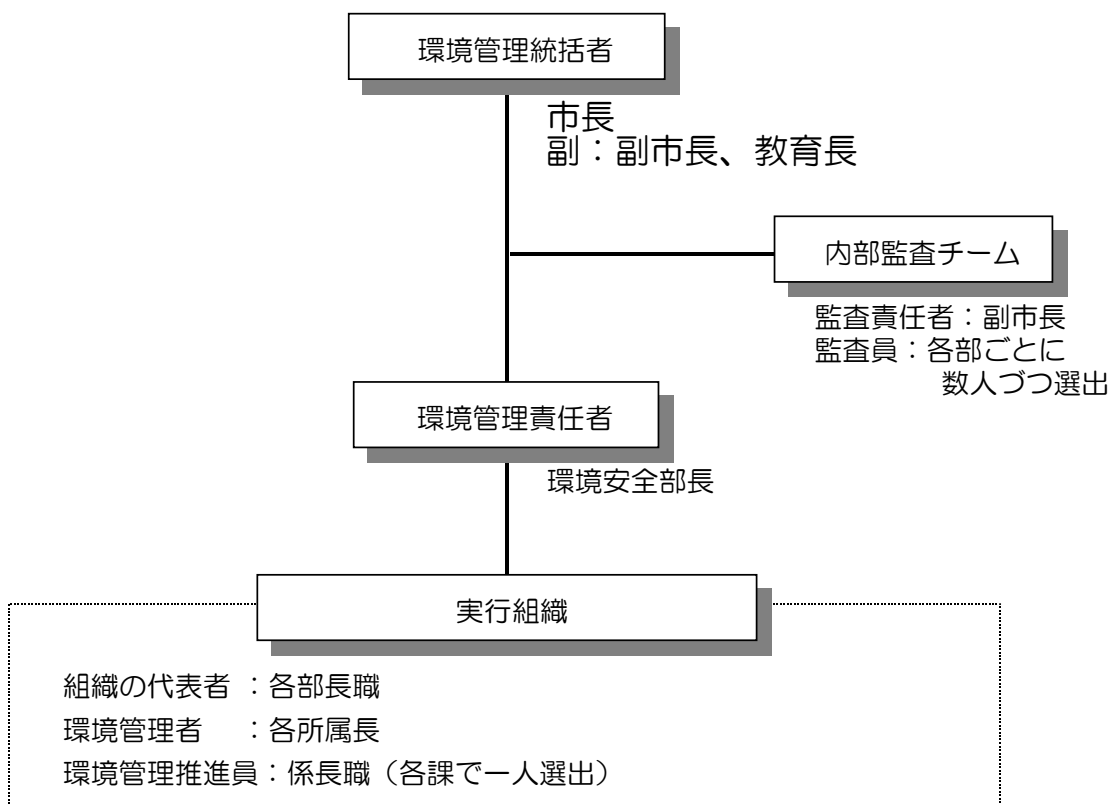 環境管理統括者
市長
副：副市長、教育長
内部監査チーム
監査責任者：副市長
監査員：各部ごとに
数人づつ選出
環境管理責任者
環境安全部長
実行組織
組織の代表者 ：各部長職
環境管理者 ：各所属長
環境管理推進員：係長職（各課で一人選出）